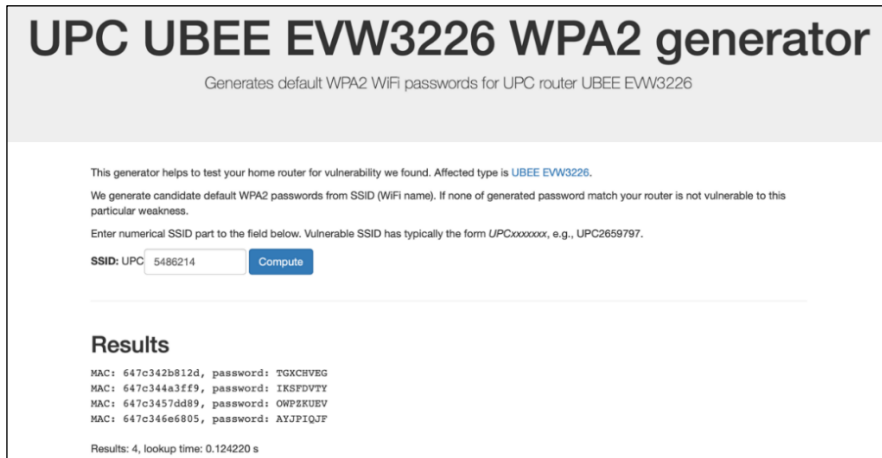 UPC UBEE EVW3226 WPA2 generator
Generates default WPA2 WiFi passwords for UPC router UBEE EVW3226
This generator helps to test your home router for vulnerability we found. Affected type is UBEE EVW3226.
We generate candidate default WPA2 passwords from SSID (WiFi name). If none of generated password match your router is not vulnerable to this
particular weakness.
Enter numerical SSID part to the field below. Vulnerable SSID has typically the form UPCxxxxxxx, e.g., UPC2659797.
SSID: UPC 5486214 Compute
Results
MAC: 647c342b812d, password: TGXCHVEG
MAC: 647c344a3ff9, password: IKSFDVTY
MAC: 647c3457dd89, password: OWPZKUEV
MAC: 647c346e6805, password: AYJPIQJF
Results: 4, lookup time: 0.124220 s